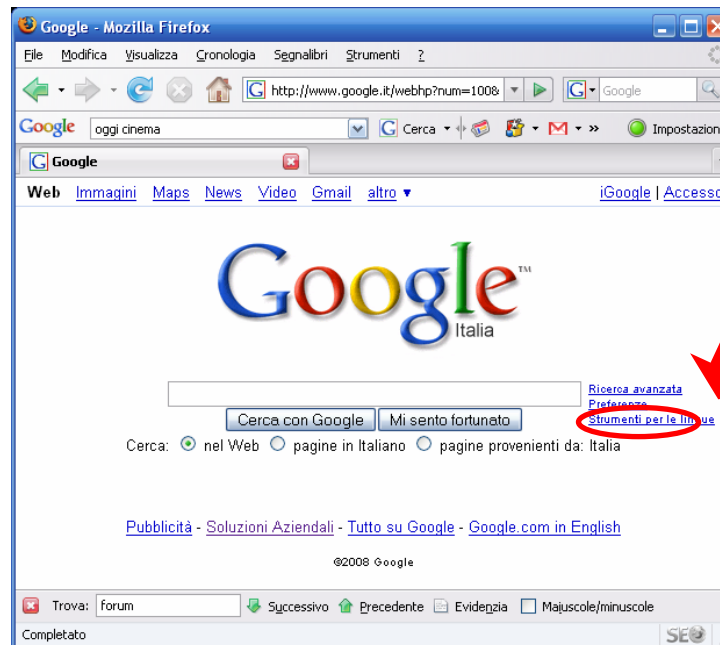 Google - Mozilla Firefox
File Modifica Visualizza Cronologia Segnalibri Strumenti ?
G http://www.google.it/webhp?num=100& G Google
Google oggi cinema G Cerca » Impostazion
G Google
Web Immagini Maps News Video Gmail altro ▼ iGoogle | Accesso
Google™
Italia
Ricerca avanzata
Preferenze
Cerca con Google Mi sento fortunato Strumenti per le lingue
Cerca: nel Web pagine in Italiano pagine provenienti da: Italia
Pubblicità - Soluzioni Aziendali - Tutto su Google - Google.com in English
©2008 Google
Trova: forum Successivo Precedente Evidenzia Maiuscole/minuscole
Completato SEO